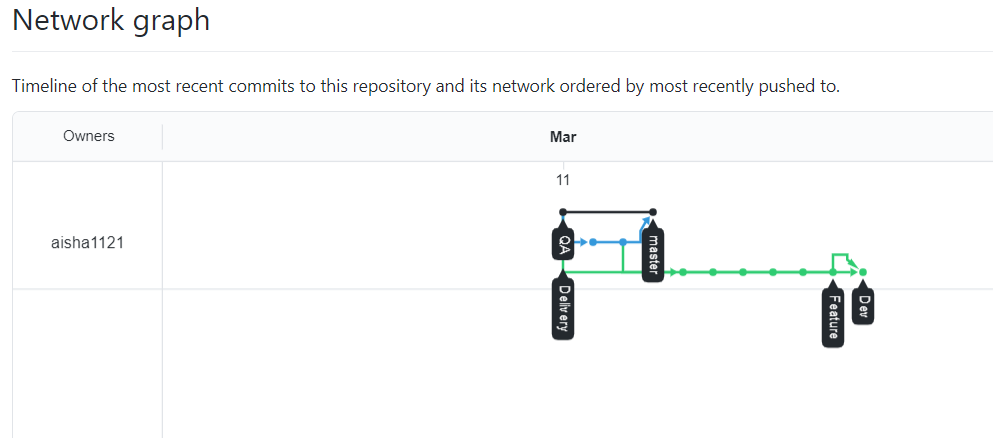 Network graph
Timeline of the most recent commits to this repository and its network ordered by most recently pushed to.
Owners
Mar
11
aisha1121
QA
master
Delivery
Feature
Dev